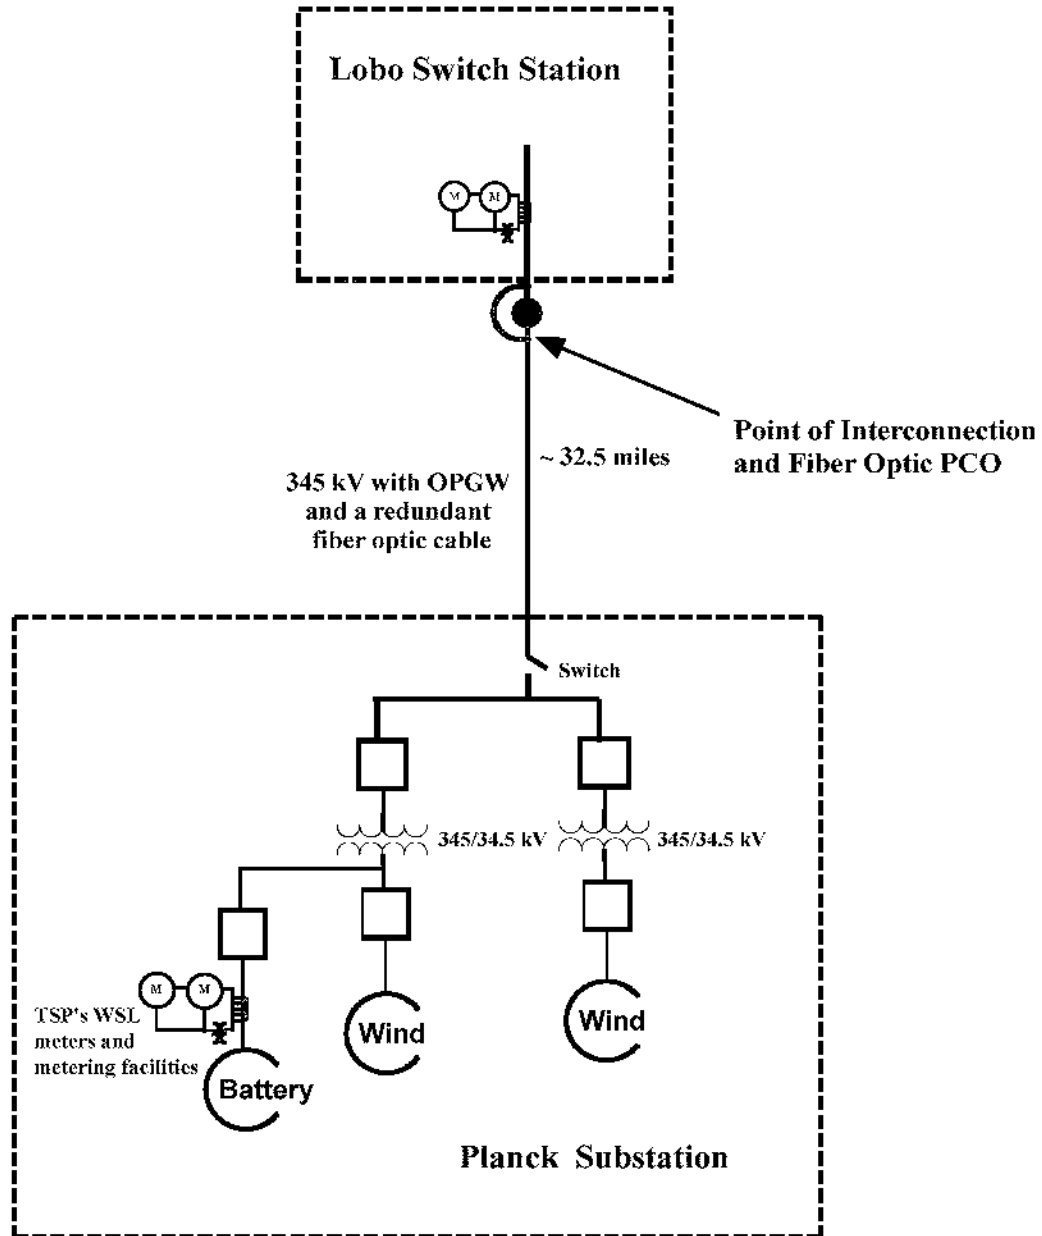 Lobo Switch Station
M M
Point of Interconnection
and Fiber Optic PCO
~ 32.5 miles
345 kV with OPGW
and a redundant
fiber optic cable
Switch
345/34.5 kV
345/34.5 kV
M M
TSP's WSL
meters and
metering facilities
Wind
Wind
Battery
Planck Substation